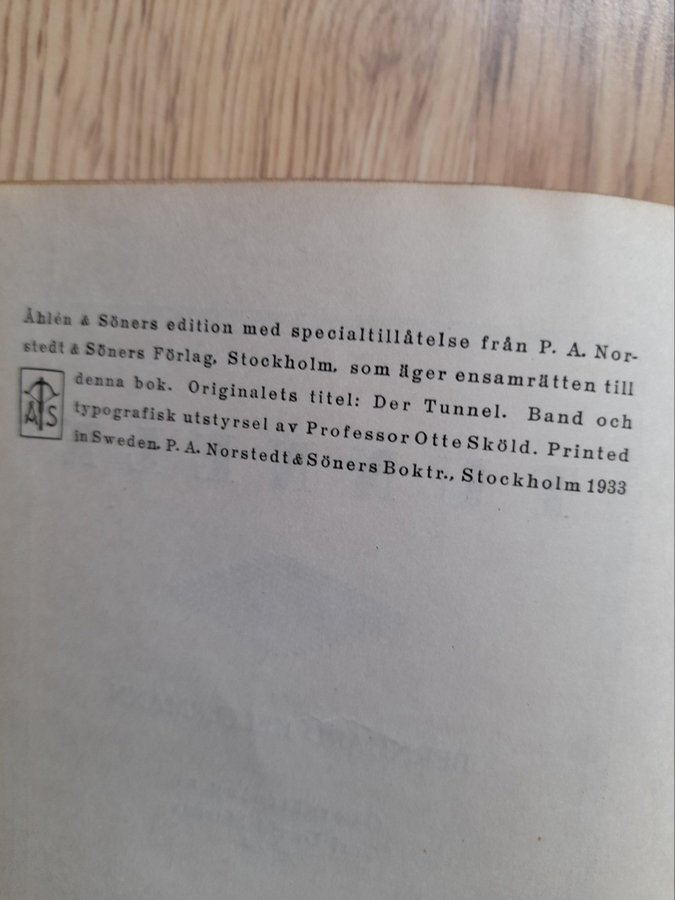 Åhlén & Söners edition med specialtillåtelse från P. A. Nor-
stedt & Söners Förlag, Stockholm, som äger ensamrätten till
denna bok. Originalets titel: Der Tunnel. Band och
typografisk utstyrsel av Professor Otte Sköld. Printed
in Sweden. P. A. Norstedt & Söners Boktr., Stockholm 1933
ÅS